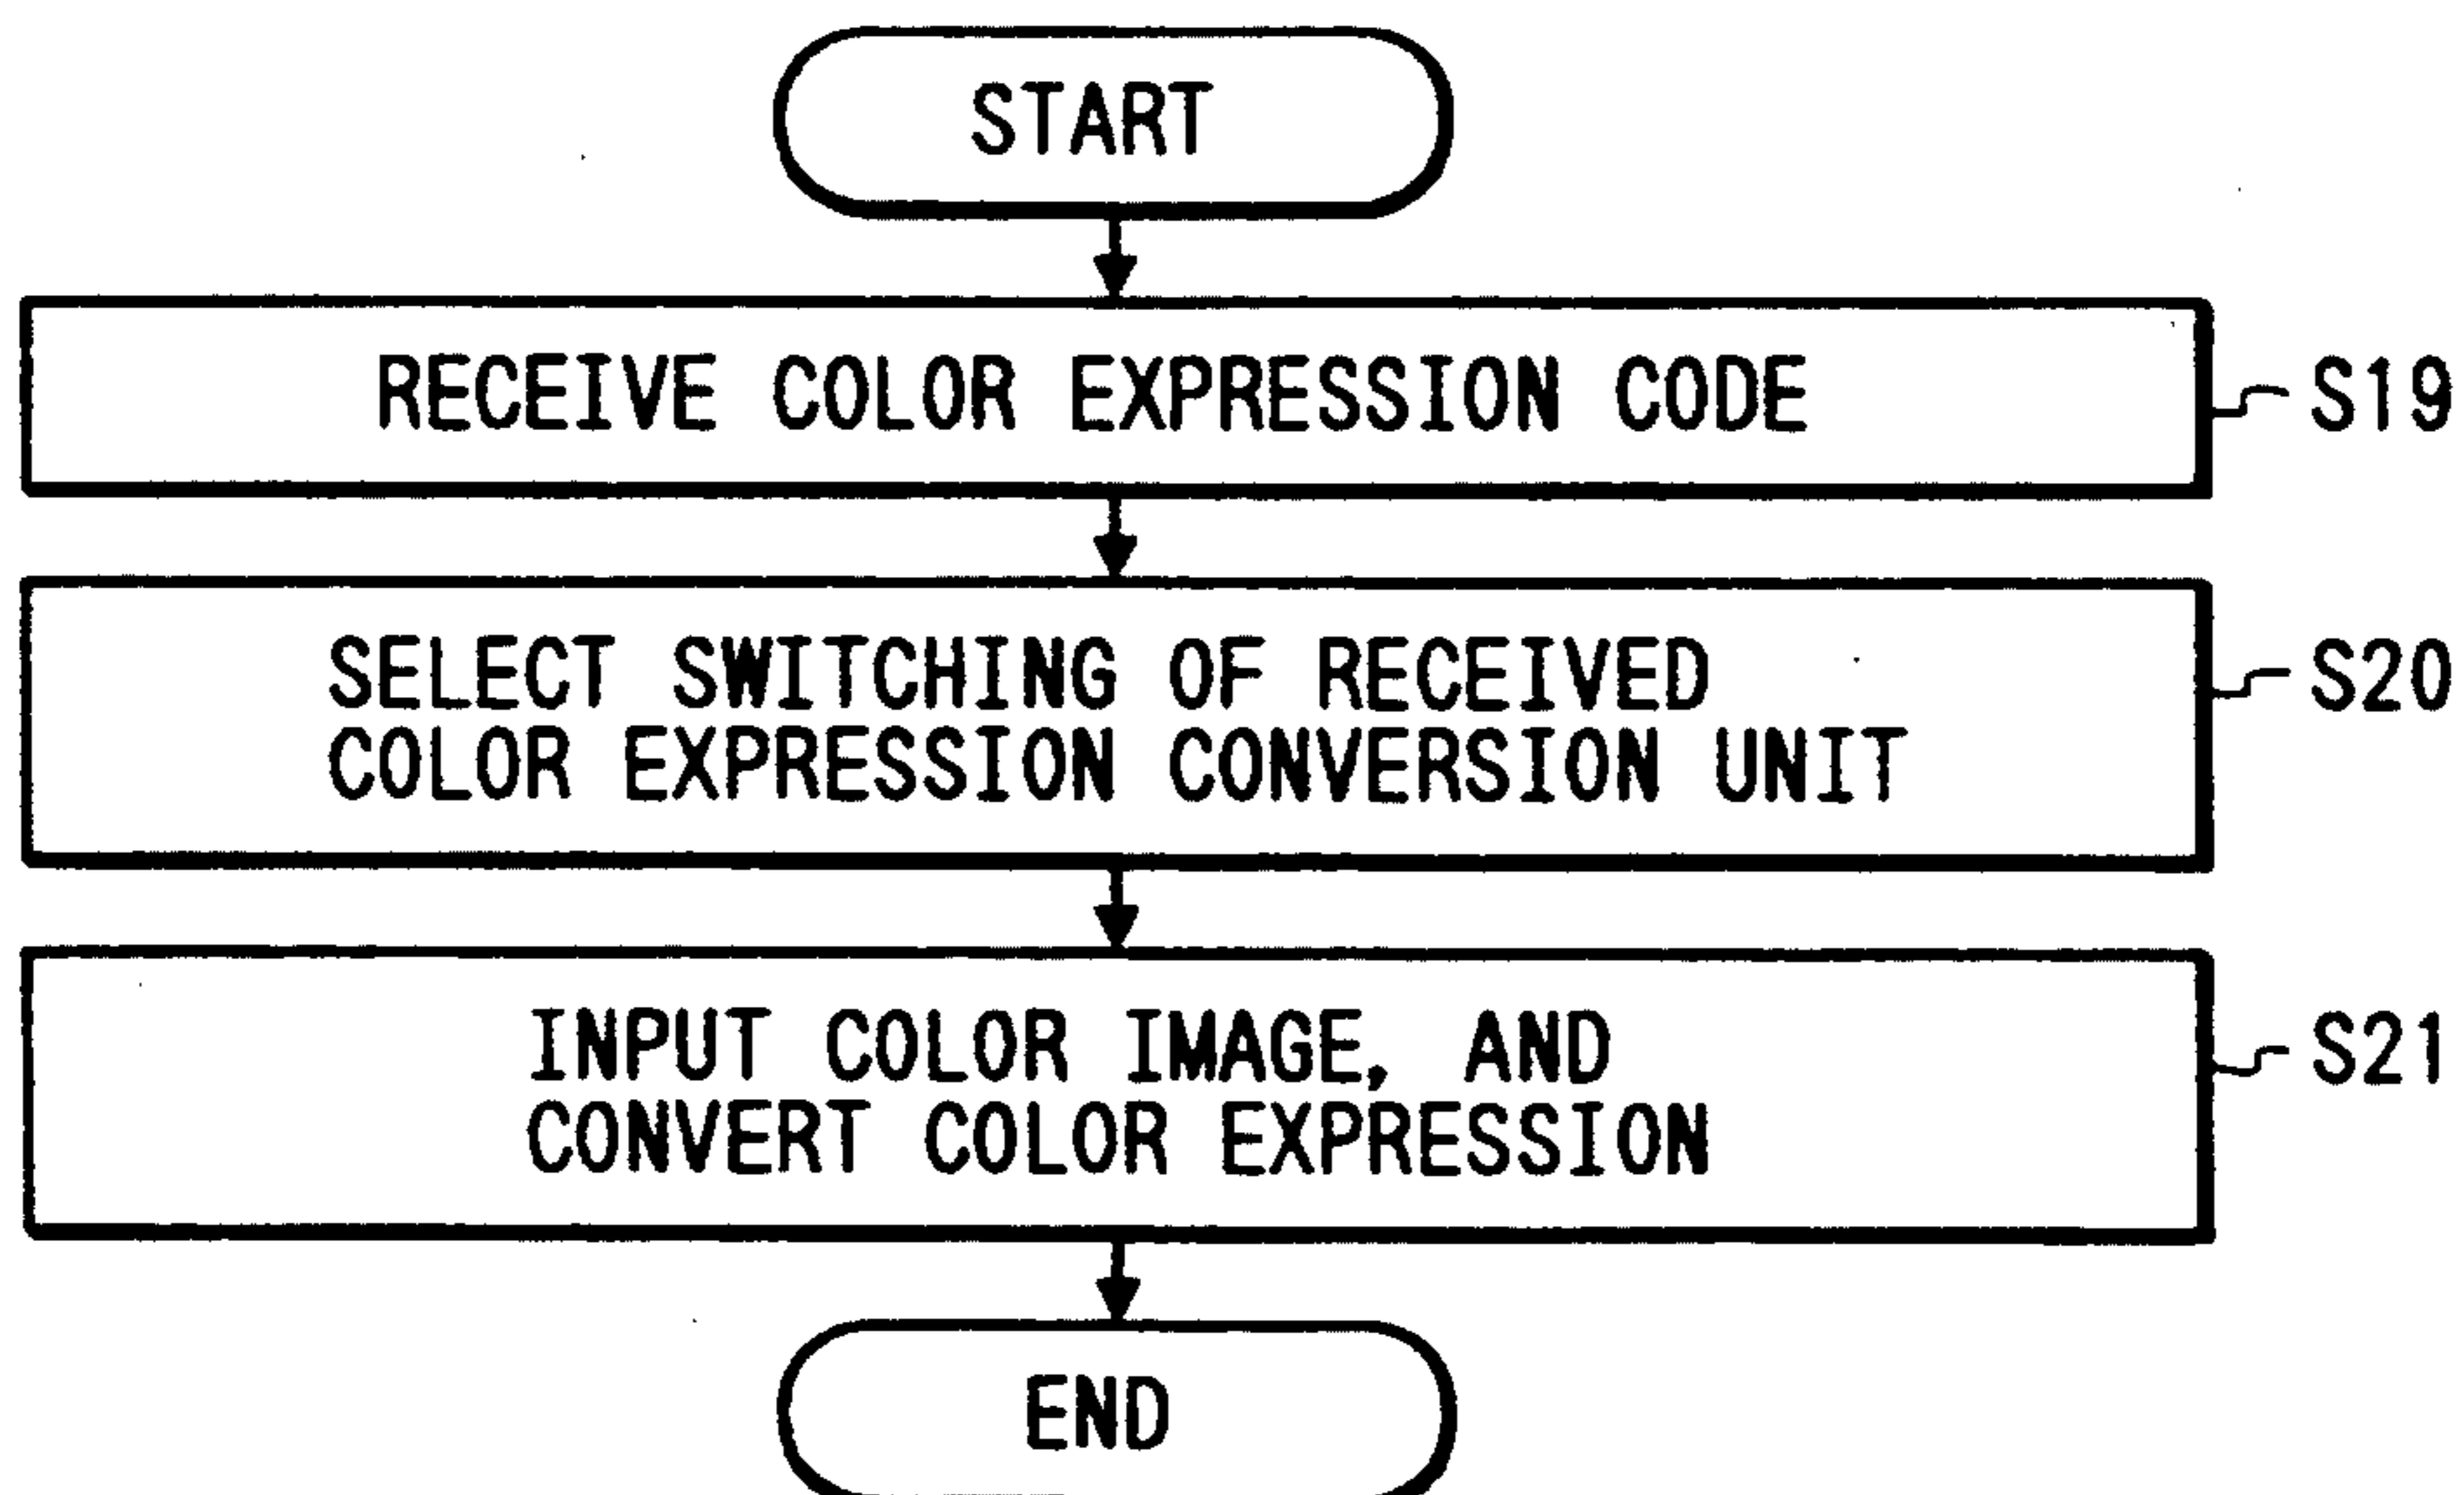 START
RECEIVE COLOR EXPRESSION CODE
S19
SELECT SWITCHING OF RECEIVED
COLOR EXPRESSION CONVERSION UNIT
S20
INPUT COLOR IMAGE, AND
CONVERT COLOR EXPRESSION
S21
END